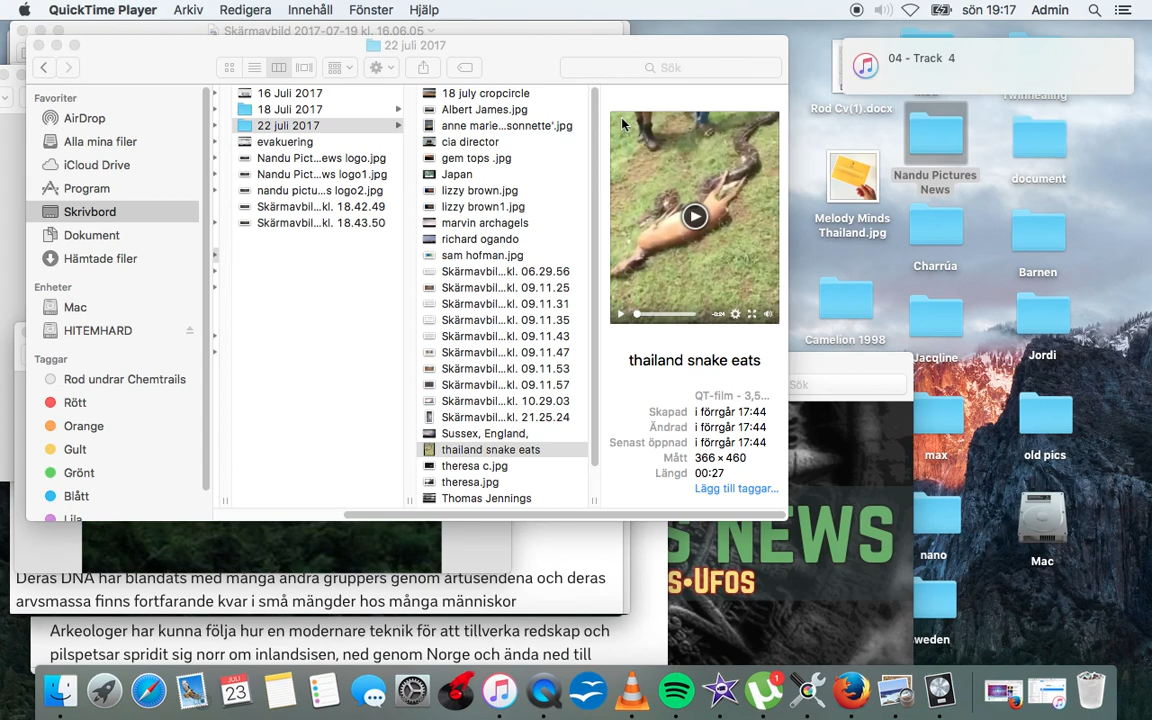 QuickTime Player Arkiv Redigera Innehåll Fönster Hjälp sön 19:17 Admin
Skärmavbild 2017-07-19 kl. 16.06.05
22 juli 2017
Sök
04 - Track 4
Favoriter
AirDrop
Alla mina filer
iCloud Drive
Program
Skrivbord
Dokument
Hämtade filer
Enheter
Mac
HITEMHARD
Taggar
Rod undrar Chemtrails
Rött
Orange
Gult
Grönt
Blått
Lila
16 Juli 2017
18 Juli 2017
22 juli 2017
evakuering
Nandu Pict...ews logo.jpg
Nandu Pict...ws logo1.jpg
nandu pictu...s logo2.jpg
Skärmavbil...kl. 18.42.49
Skärmavbil...kl. 18.43.50
18 july cropcircle
Albert James.jpg
anne marie...sonnette'.jpg
cia director
gem tops .jpg
Japan
lizzy brown.jpg
lizzy brown1.jpg
marvin archagels
richard ogando
sam hofman.jpg
Skärmavbil...kl. 06.29.56
Skärmavbil...kl. 09.11.25
Skärmavbil...kl. 09.11.31
Skärmavbil...kl. 09.11.35
Skärmavbil...kl. 09.11.43
Skärmavbil...kl. 09.11.47
Skärmavbil...kl. 09.11.53
Skärmavbil...kl. 09.11.57
Skärmavbil...kl. 10.29.03
Skärmavbil...kl. 21.25.24
Sussex, England,
thailand snake eats
theresa c.jpg
theresa.jpg
Thomas Jennings
-0:24
thailand snake eats
QT-film - 3,5...
Skapad i förrgår 17:44
Ändrad i förrgår 17:44
Senast öppnad i förrgår 17:44
Mått 366 × 460
Längd 00:27
Lägg till taggar...
Rod Cv(1).docx
Twinhealing
Nandu Pictures
News
document
Melody Minds
Thailand.jpg
Charrúa
Barnen
Camelion 1998
Jacqline
Jordi
Sök
max
old pics
nano
Mac
weden
S NEWS
S•UFOS
Deras DNA har blandats med många andra gruppers genom årtusendena och deras
arvsmassa finns fortfarande kvar i små mängder hos många människor
Arkeologer har kunna följa hur en modernare teknik för att tillverka redskap och
pilspetsar spridit sig norr om inlandsisen, ned genom Norge och ända ned till
JULI
23
1